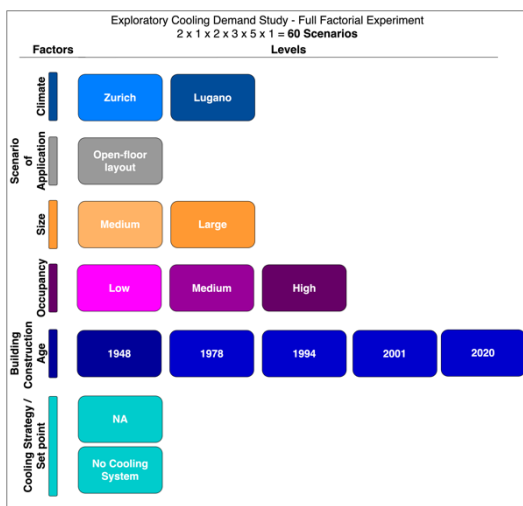 Exploratory Cooling Demand Study - Full Factorial Experiment
2 x 1 x 2 x 3 x 5 x 1 = 60 Scenarios
Factors Levels
Climate
Zurich Lugano
Scenario of Application
Open-floor
layout
Size
Medium Large
Occupancy
Low Medium High
Building
Construction
Age
1948 1978 1994 2001 2020
Cooling Strategy /
Set point
NA
No Cooling
System